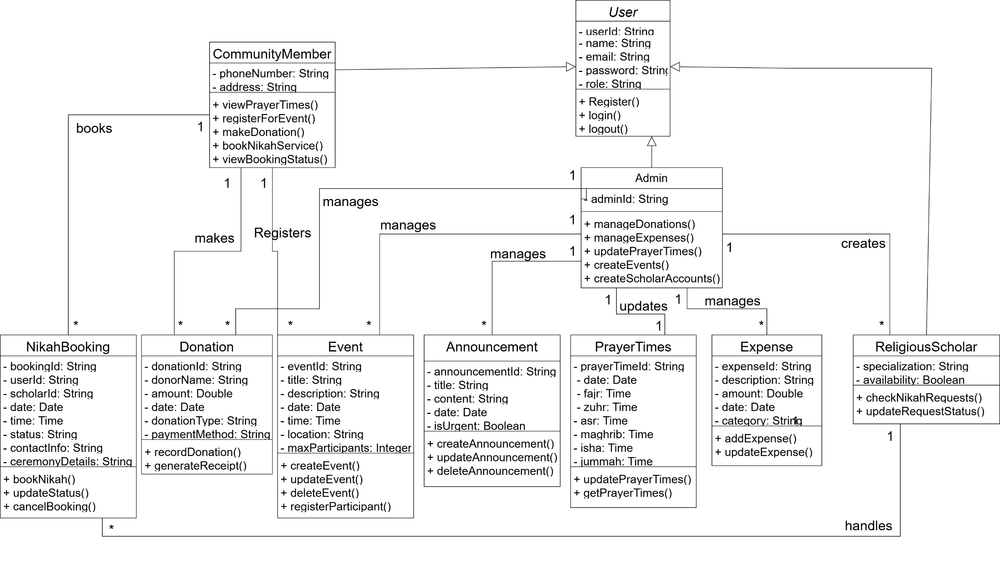 User
- userId: String
- name: String
- email: String
- password: String
- role: String
+ Register()
+ login()
+ logout()
CommunityMember
- phoneNumber: String
- address: String
+ viewPrayerTimes()
+ registerForEvent()
+ makeDonation()
+ bookNikahService()
+ viewBookingStatus()
books
1
1
1
makes
Registers
Admin
- adminId: String
+ manageDonations()
+ manageExpenses()
+ updatePrayerTimes()
+ createEvents()
+ createScholarAccounts()
1
manages
1
manages
1
manages
1
creates
1
updates
1
manages
*
*
*
*
*
*
1
*
*
NikahBooking
- bookingId: String
- userId: String
- scholarId: String
- date: Date
- time: Time
- status: String
- contactInfo: String
- ceremonyDetails: String
+ bookNikah()
+ updateStatus()
+ cancelBooking()
Donation
- donationId: String
- donorName: String
- amount: Double
- date: Date
- donationType: String
- paymentMethod: String
+ recordDonation()
+ generateReceipt()
Event
- eventId: String
- title: String
- description: String
- date: Date
- time: Time
- location: String
- maxParticipants: Integer
+ createEvent()
+ updateEvent()
+ deleteEvent()
+ registerParticipant()
Announcement
- announcementId: String
- title: String
- content: String
- date: Date
- isUrgent: Boolean
+ createAnnouncement()
+ updateAnnouncement()
+ deleteAnnouncement()
PrayerTimes
- prayerTimeId: String
- date: Date
- fajr: Time
- zuhr: Time
- asr: Time
- maghrib: Time
- isha: Time
- jummah: Time
+ updatePrayerTimes()
+ getPrayerTimes()
Expense
- expenseId: String
- description: String
- amount: Double
- date: Date
- category: String
1
+ addExpense()
+ updateExpense()
ReligiousScholar
- specialization: String
- availability: Boolean
+ checkNikahRequests()
+ updateRequestStatus()
1
handles
*